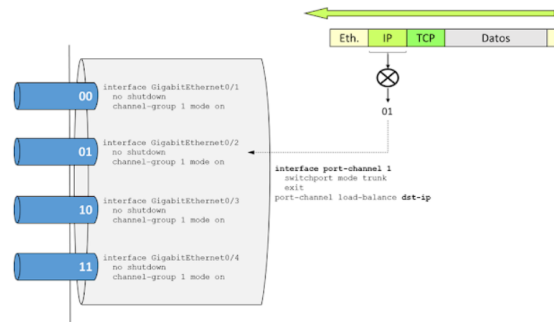 Eth. IP TCP Datos
01
00
interface GigabitEthernet0/1
no shutdown
channel-group 1 mode on
01
interface GigabitEthernet0/2
no shutdown
channel-group 1 mode on
interface port-channel 1
switchport mode trunk
exit
port-channel load-balance dst-ip
10
interface GigabitEthernet0/3
no shutdown
channel-group 1 mode on
11
interface GigabitEthernet0/4
no shutdown
channel-group 1 mode on